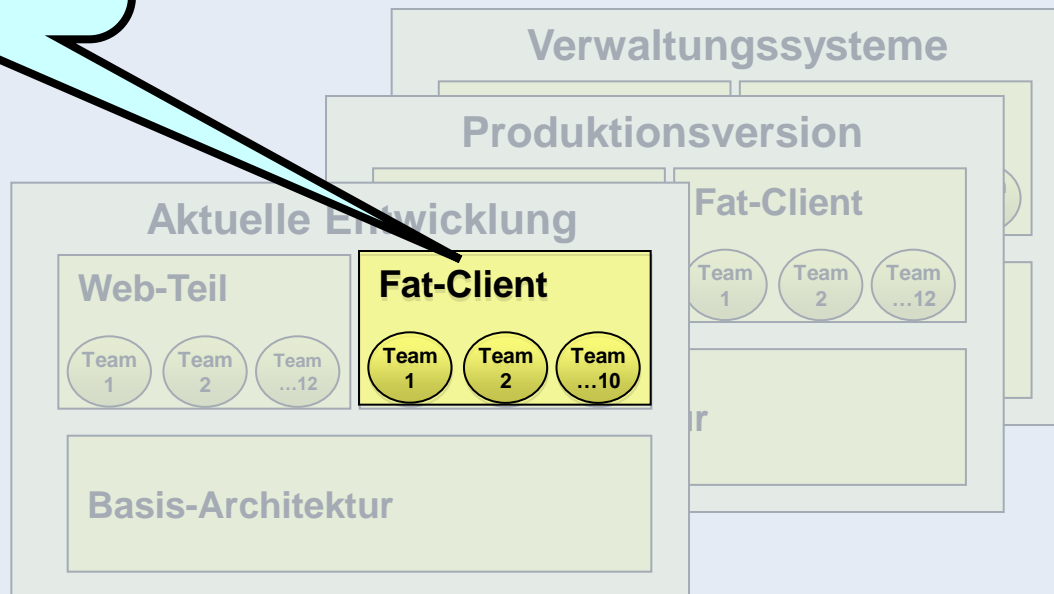 Verwaltungssysteme
Produktionsversion
Fat-Client
Team
1
Team
2
Team
…12
Aktuelle Entwicklung
Web-Teil
Team
1
Team
2
Team
…12
Fat-Client
Team
1
Team
2
Team
…10
Basis-Architektur